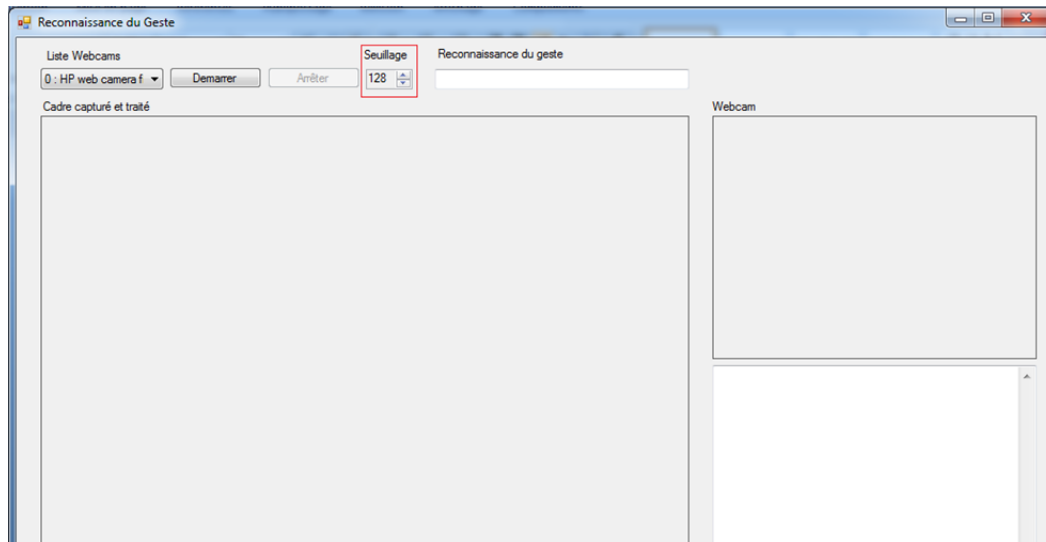 Reconnaissance du Geste
Liste Webcams
Seuillage
Reconnaissance du geste
0 : HP web camera f
Demarrer
Arrêter
128
Cadre capturé et traité
Webcam